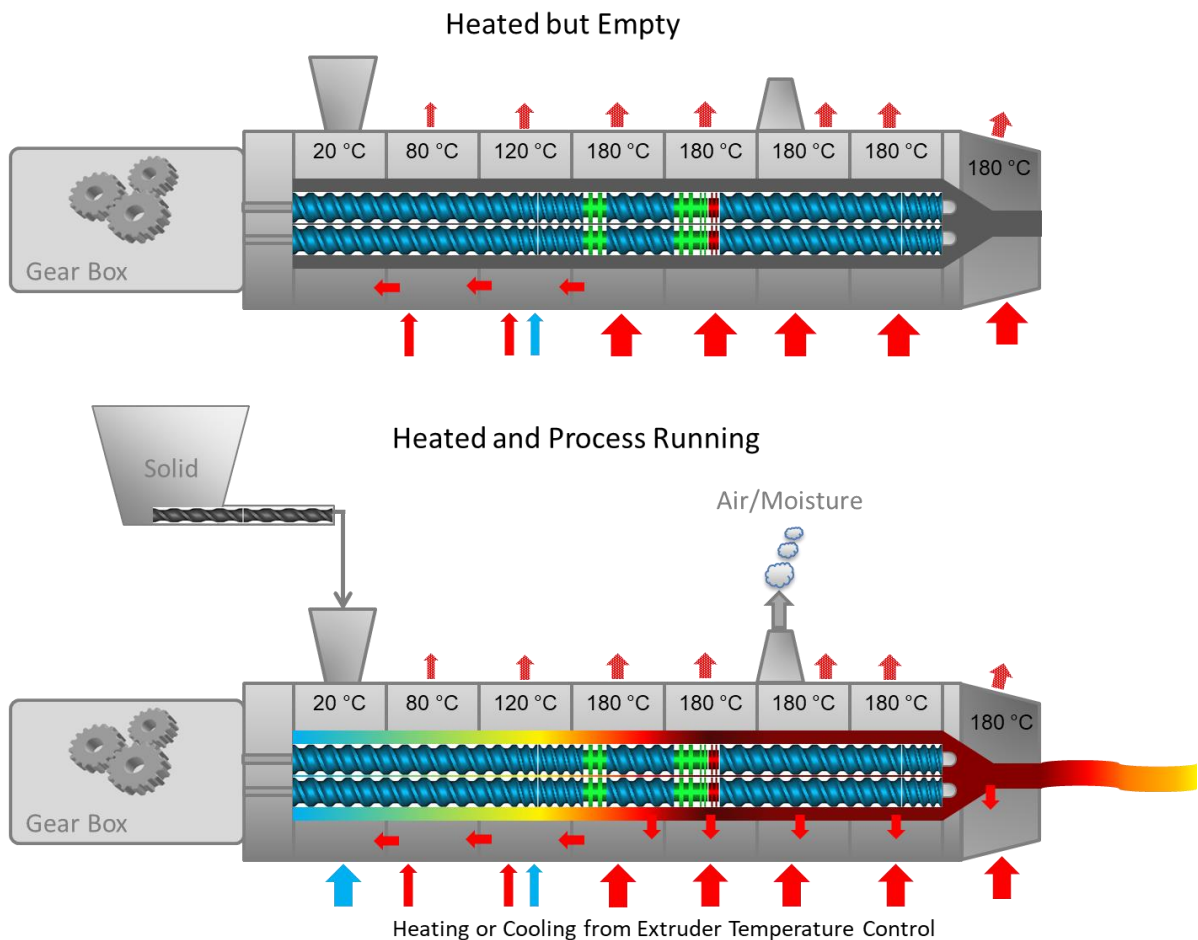 Heated but Empty
20 °C 80 °C 120 °C 180 °C 180 °C 180 °C 180 °C 180 °C
Gear Box
Heated and Process Running
Solid
Air/Moisture
20 °C 80 °C 120 °C 180 °C 180 °C 180 °C 180 °C 180 °C
Gear Box
Heating or Cooling from Extruder Temperature Control